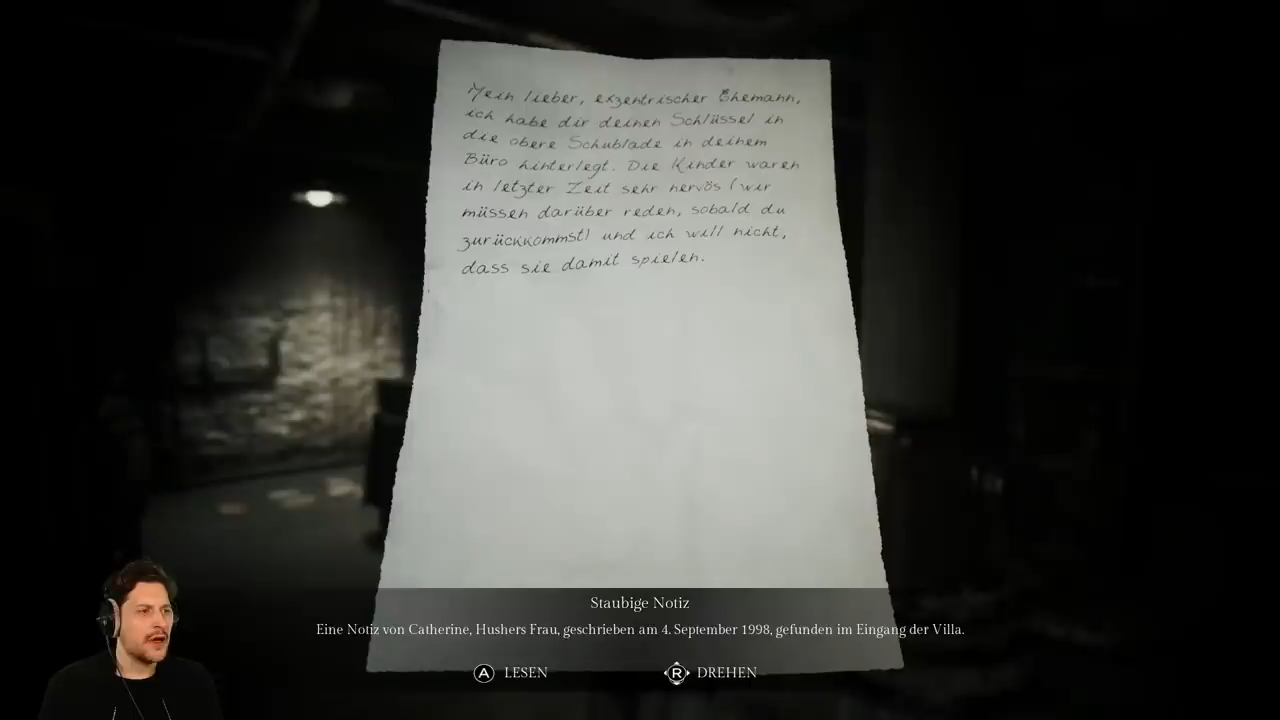 Mein lieber, exzentrischer Ehemann,
ich habe dir deinen Schlüssel in
die obere Schublade in deinem
Büro hinterlegt. Die Kinder waren
in letzter Zeit sehr nervös (wir
müssen darüber reden, sobald du
zurückkommst) und ich will nicht,
dass sie damit spielen.
Staubige Notiz
Eine Notiz von Catherine, Hushers Frau, geschrieben am 4. September 1998, gefunden im Eingang der Villa.
A LESEN R DREHEN